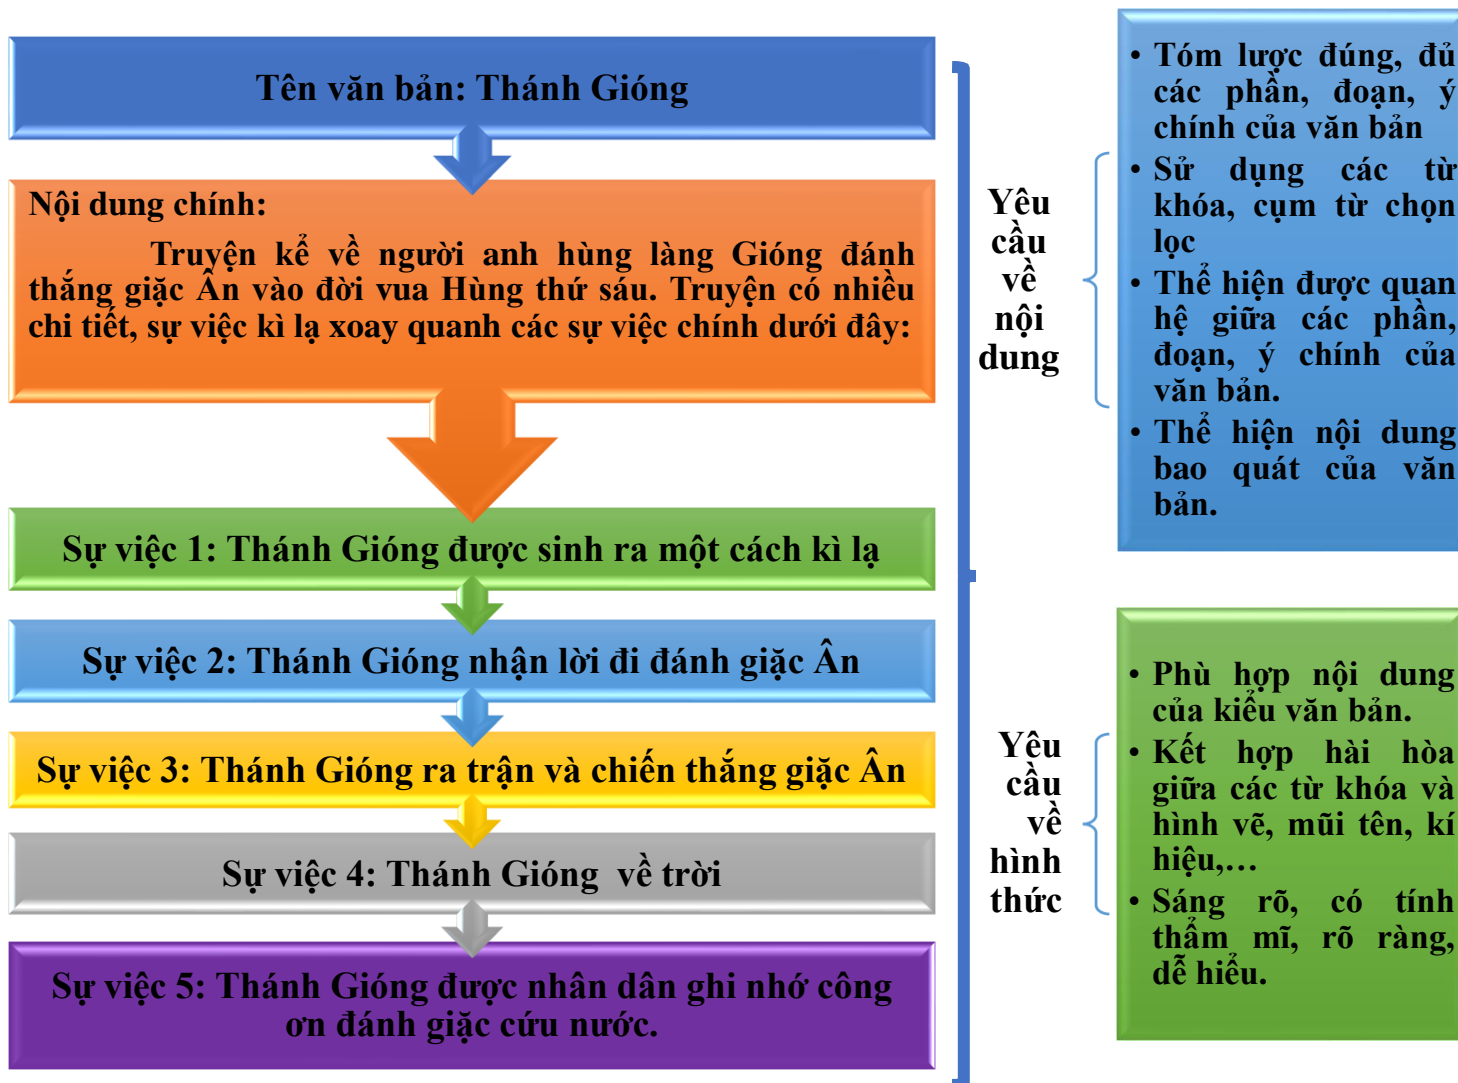 Tên văn bản: Thánh Gióng
Nội dung chính:
Truyện kể về người anh hùng làng Gióng đánh
thắng giặc Ân vào đời vua Hùng thứ sáu. Truyện có nhiều
chi tiết, sự việc kì lạ xoay quanh các sự việc chính dưới đây:
Sự việc 1: Thánh Gióng được sinh ra một cách kì lạ
Sự việc 2: Thánh Gióng nhận lời đi đánh giặc Ân
Sự việc 3: Thánh Gióng ra trận và chiến thắng giặc Ân
Sự việc 4: Thánh Gióng  về trời
Sự việc 5: Thánh Gióng được nhân dân ghi nhớ công
ơn đánh giặc cứu nước.
Yêu
cầu
về
nội
dung
• Tóm lược đúng, đủ
các phần, đoạn, ý
chính của văn bản
• Sử dụng các từ
khóa, cụm từ chọn
lọc
• Thể hiện được quan
hệ giữa các phần,
đoạn, ý chính của
văn bản.
• Thể hiện nội dung
bao quát của văn
bản.
Yêu
cầu
về
hình
thức
• Phù hợp nội dung
của kiểu văn bản.
• Kết hợp hài hòa
giữa các từ khóa và
hình vẽ, mũi tên, kí
hiệu,…
• Sáng rõ, có tính
thẩm mĩ, rõ ràng,
dễ hiểu.